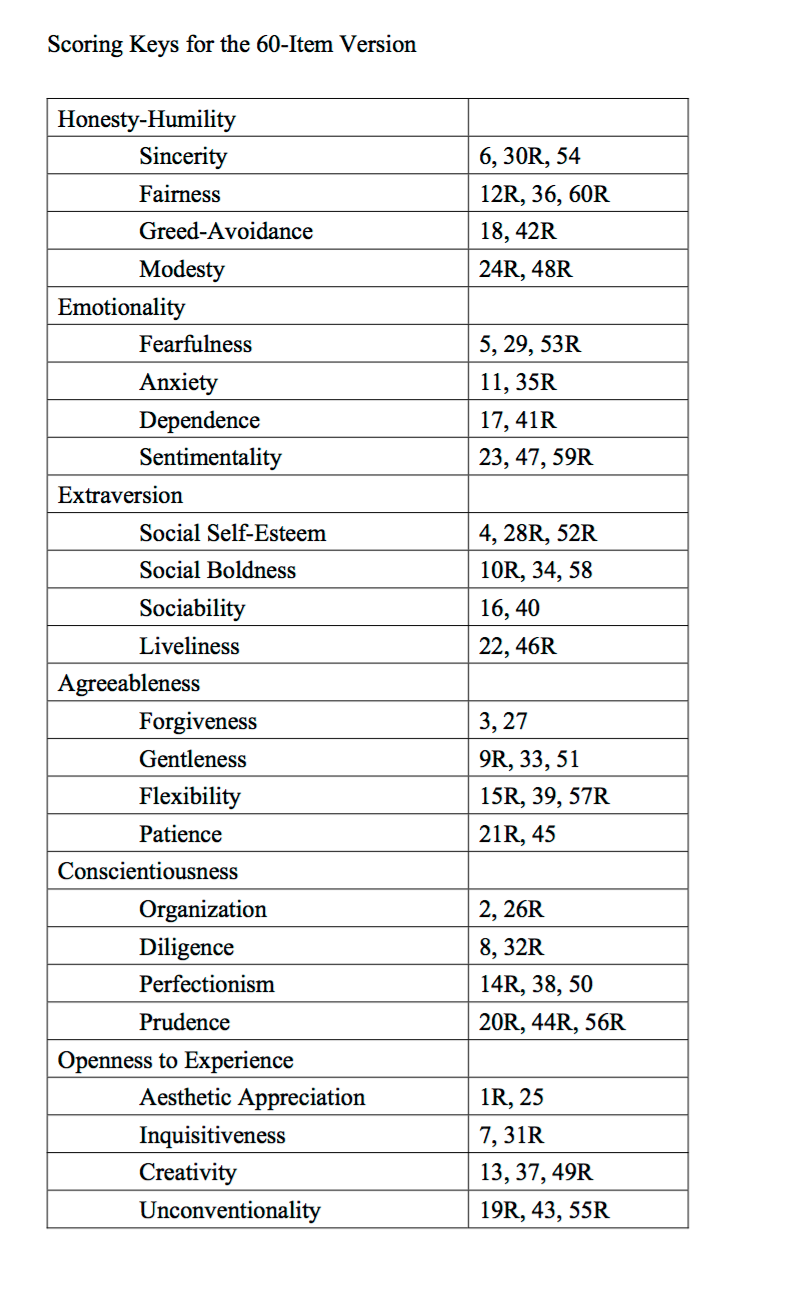 Scoring Keys for the 60-Item Version
Honesty-Humility
Sincerity 6, 30R, 54
Fairness 12R, 36, 60R
Greed-Avoidance 18, 42R
Modesty 24R, 48R
Emotionality
Fearfulness 5, 29, 53R
Anxiety 11, 35R
Dependence 17, 41R
Sentimentality 23, 47, 59R
Extraversion
Social Self-Esteem 4, 28R, 52R
Social Boldness 10R, 34, 58
Sociability 16, 40
Liveliness 22, 46R
Agreeableness
Forgiveness 3, 27
Gentleness 9R, 33, 51
Flexibility 15R, 39, 57R
Patience 21R, 45
Conscientiousness
Organization 2, 26R
Diligence 8, 32R
Perfectionism 14R, 38, 50
Prudence 20R, 44R, 56R
Openness to Experience
Aesthetic Appreciation 1R, 25
Inquisitiveness 7, 31R
Creativity 13, 37, 49R
Unconventionality 19R, 43, 55R